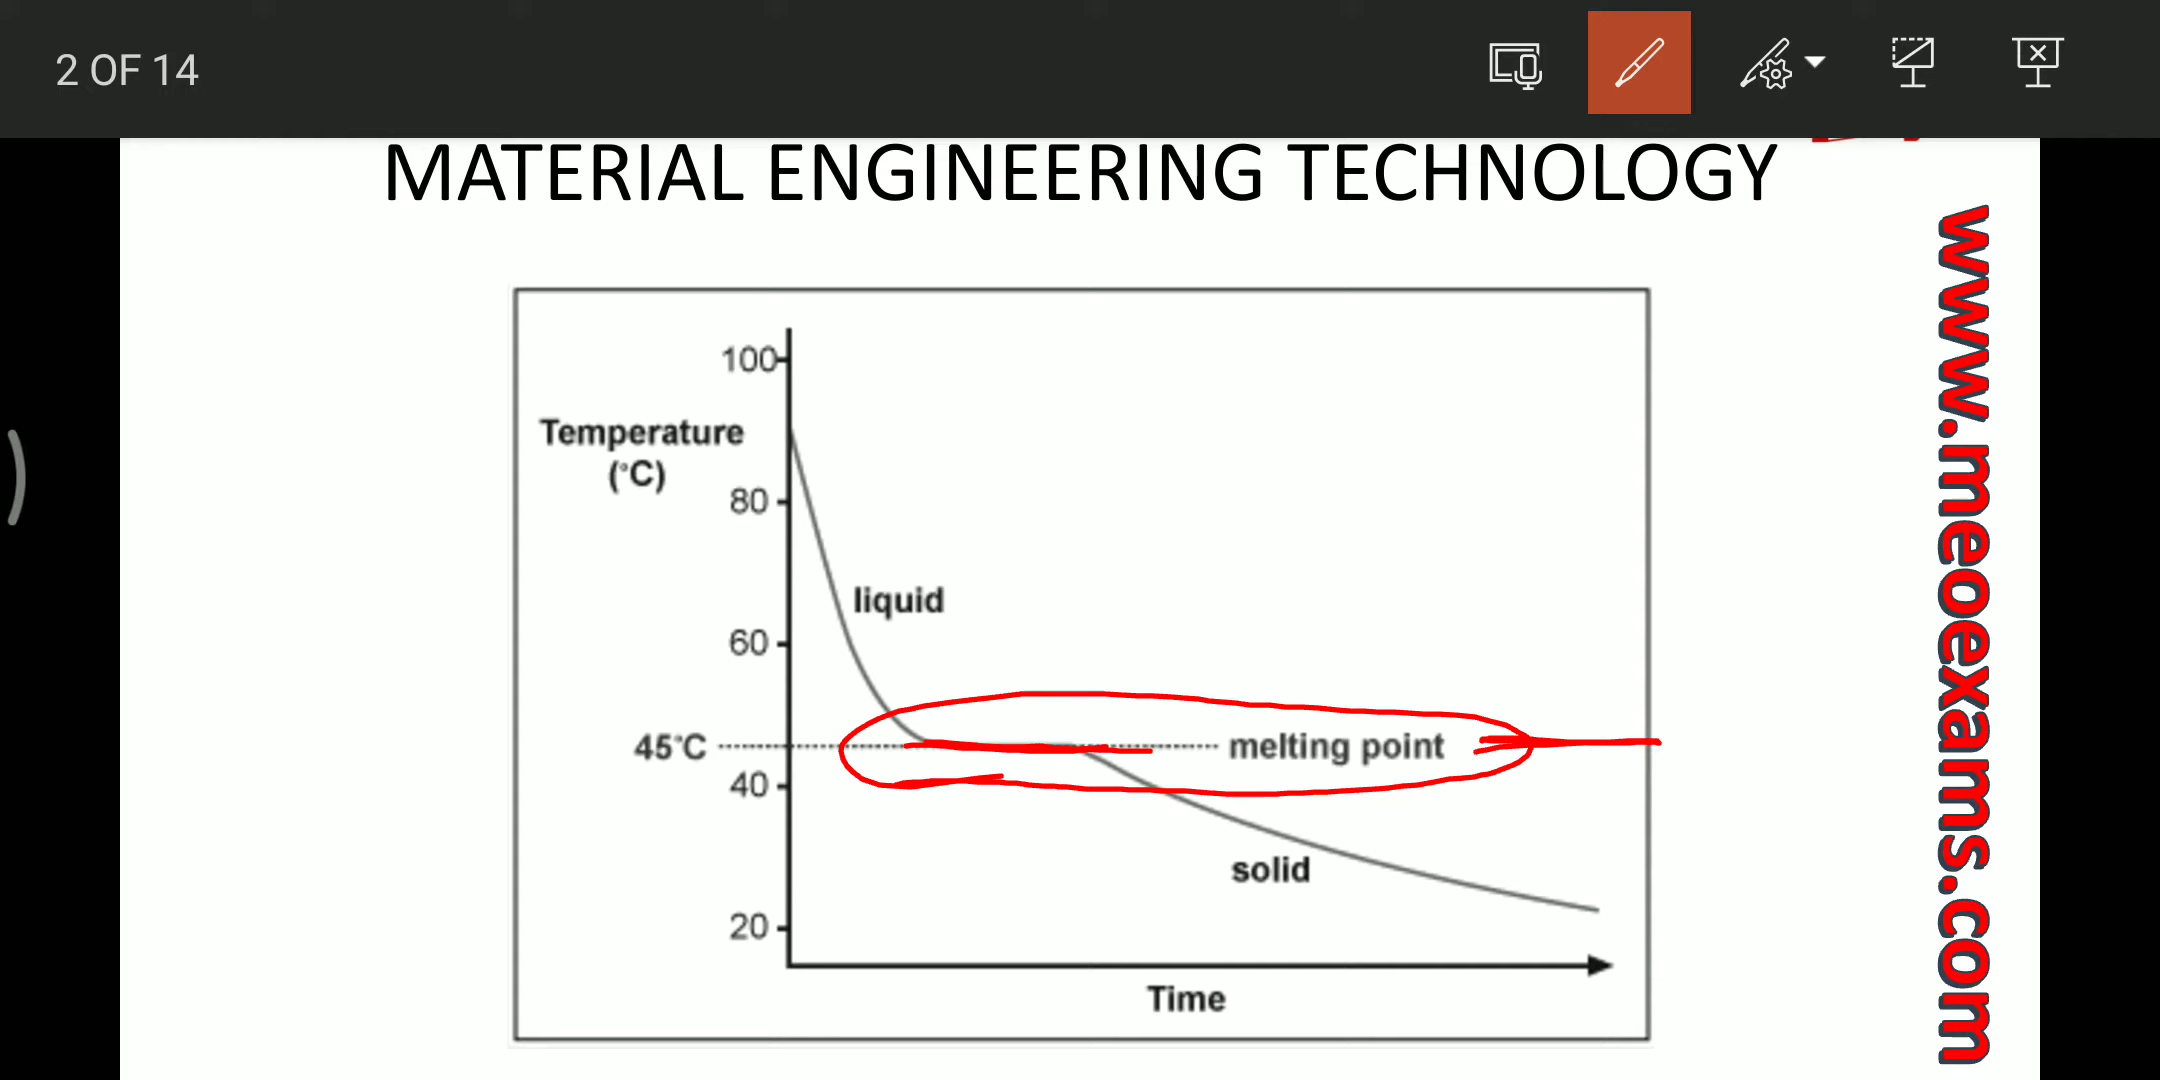 2 OF 14
MATERIAL ENGINEERING TECHNOLOGY
www.meoexams.com
100
Temperature
(°C)
80
liquid
60
45°C
melting point
40
solid
20
Time